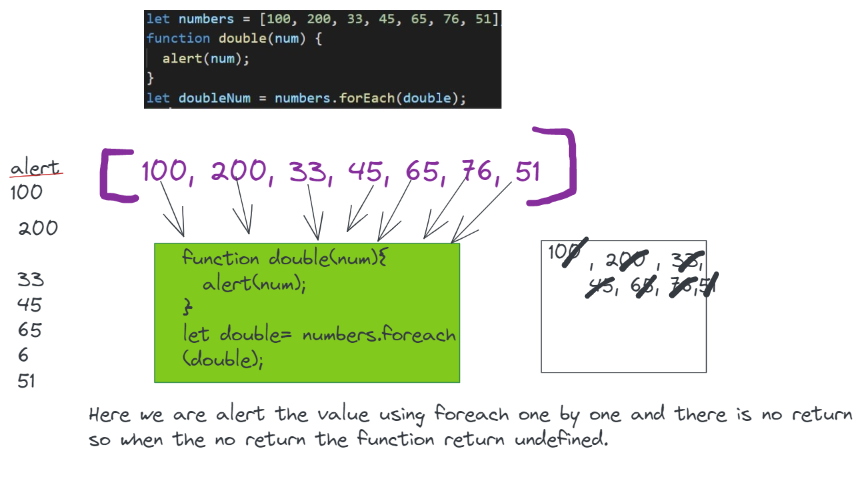 let numbers = [100, 200, 33, 45, 65, 76, 51]
function double(num) {
alert(num);
}
let doubleNum = numbers.forEach(double);
[100, 200, 33, 45, 65, 76, 51]
alert
100
200
33
45
65
6
51
function double(num){
alert(num);
}
let double= numbers.foreach
(double);
100, 200, 33,
45, 65, 76,51
Here we are alert the value using foreach one by one and there is no return
so when the no return the function return undefined.